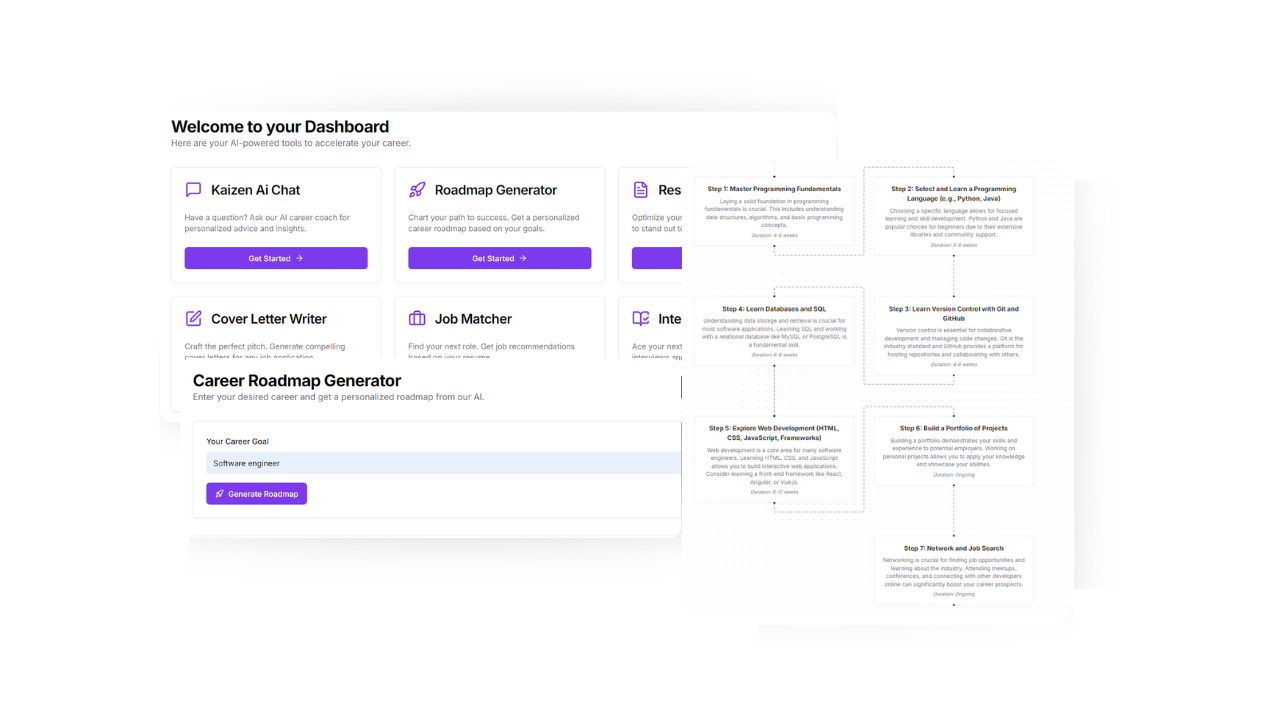 Welcome to your Dashboard
Here are your AI-powered tools to accelerate your career.
Kaizen Ai Chat
Have a question? Ask our AI career coach for
personalized advice and insights.
Get Started
Roadmap Generator
Chart your path to success. Get a personalized
career roadmap based on your goals.
Get Started
Res
Optimize your
to stand out to
Cover Letter Writer
Craft the perfect pitch. Generate compelling
cover letters for any job application.
Job Matcher
Find your next role. Get job recommendations
based on your resume.
Inte
Ace your next
interviews
Career Roadmap Generator
Enter your desired career and get a personalized roadmap from our AI.
Your Career Goal
Software engineer
Generate Roadmap
Step 1: Master Programming Fundamentals
Laying a solid foundation in programming
fundamentals is crucial. This includes understanding
data structures, algorithms, and basic programming
concepts.
Duration: 4-6 weeks
Step 2: Select and Learn a Programming
Language (e.g., Python, Java)
Choosing a specific language allows for focused
learning and skill development. Python and Java are
popular choices for beginners due to their extensive
libraries and community support.
Duration: 6-8 weeks
Step 4: Learn Databases and SQL
Understanding data storage and retrieval is crucial for
most software applications. Learning SQL and working
with a relational database like MySQL or PostgreSQL is
a fundamental skill.
Duration: 6-8 weeks
Step 3: Learn Version Control with Git and
GitHub
Version control is essential for collaborative
development and managing code changes. Git is the
industry standard and GitHub provides a platform for
hosting repositories and collaborating with others.
Duration: 4-6 weeks
Step 5: Explore Web Development (HTML,
CSS, JavaScript, Frameworks)
Web development is a core area for many software
engineers. Learning HTML, CSS, and JavaScript
allows you to build interactive web applications.
Consider learning a front-end framework like React,
Angular, or Vue.js.
Duration: 8-12 weeks
Step 6: Build a Portfolio of Projects
Building a portfolio demonstrates your skills and
experience to potential employers. Working on
personal projects allows you to apply your knowledge
and showcase your abilities.
Duration: Ongoing
Step 7: Network and Job Search
Networking is crucial for finding job opportunities and
learning about the industry. Attending meetups,
conferences, and connecting with other developers
online can significantly boost your career prospects.
Duration: Ongoing